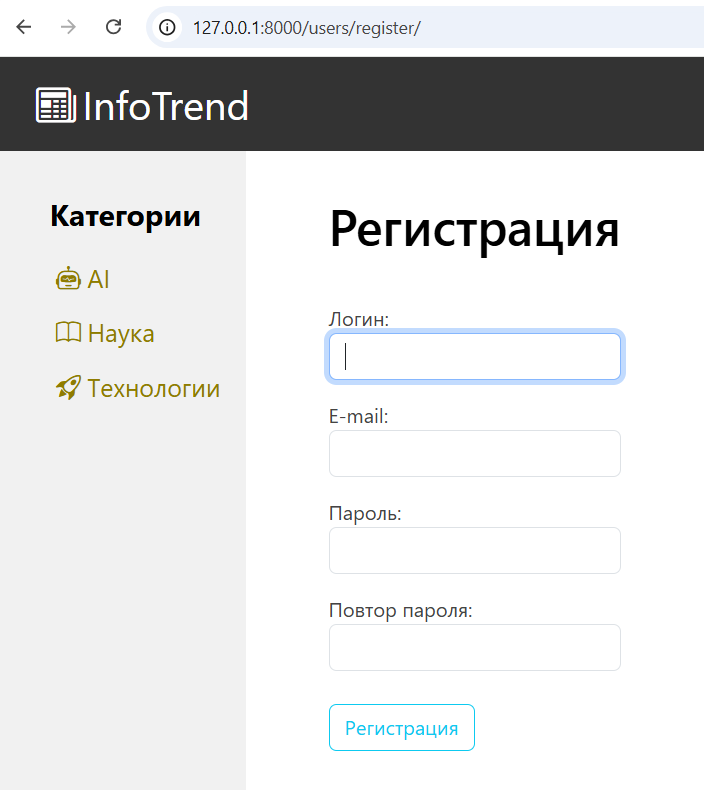 127.0.0.1:8000/users/register/
InfoTrend
Категории
AI
Наука
Технологии
Регистрация
Логин:
E-mail:
Пароль:
Повтор пароля:
Регистрация